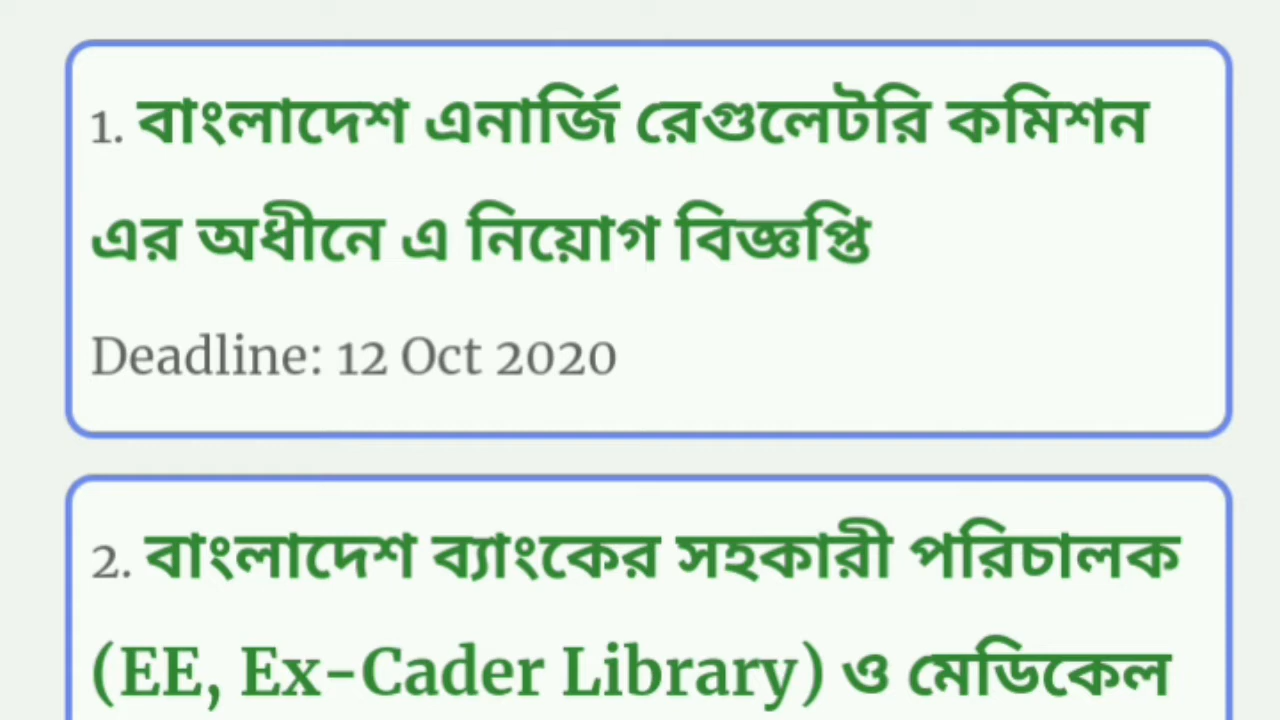 1. বাংলাদেশ এনার্জি রেগুলেটরি কমিশন
এর অধীনে এ নিয়োগ বিজ্ঞপ্তি
Deadline: 12 Oct 2020
2. বাংলাদেশ ব্যাংকের সহকারী পরিচালক
(EE, Ex-Cader Library) ও মেডিকেল